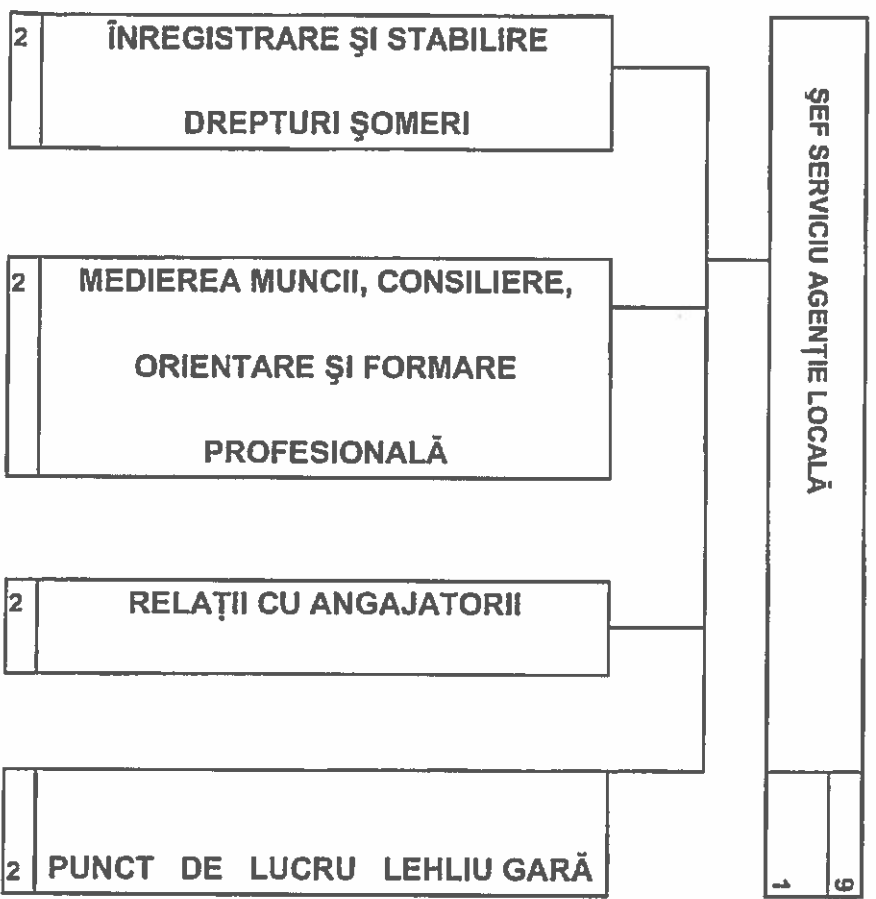 2 ÎNREGISTRARE ŞI STABILIRE
DREPTURI ŞOMERI
2 MEDIEREA MUNCII, CONSILIERE,
ORIENTARE ŞI FORMARE
PROFESIONALĂ
2 RELAŢII CU ANGAJATORII
2 PUNCT DE LUCRU LEHLIU GARĂ
ŞEF SERVICIU AGENŢIE LOCALĂ
9
1